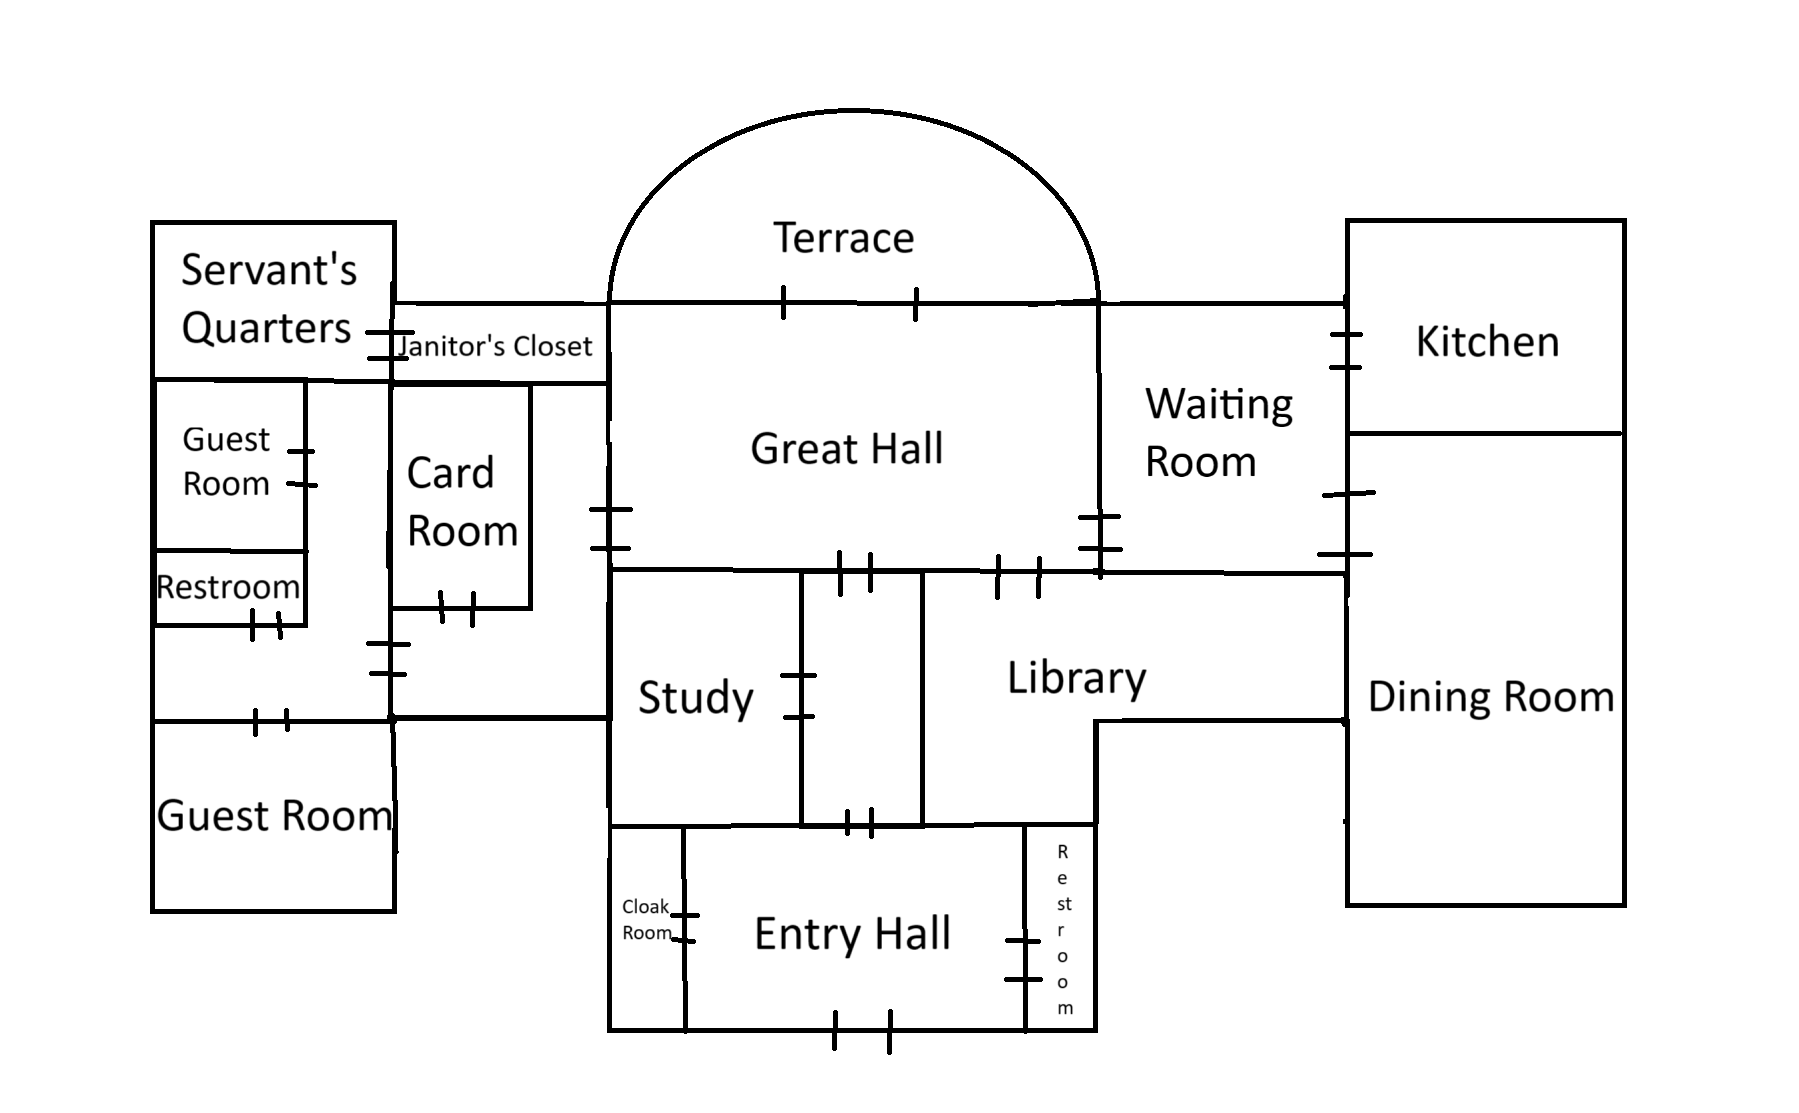 Terrace
Servant's
Quarters
Janitor's Closet
Kitchen
Guest
Room
Card
Room
Great Hall
Waiting
Room
Restroom
Study
Library
Dining Room
Guest Room
Cloak
Room
Entry Hall
R
e
st
r
o
o
m